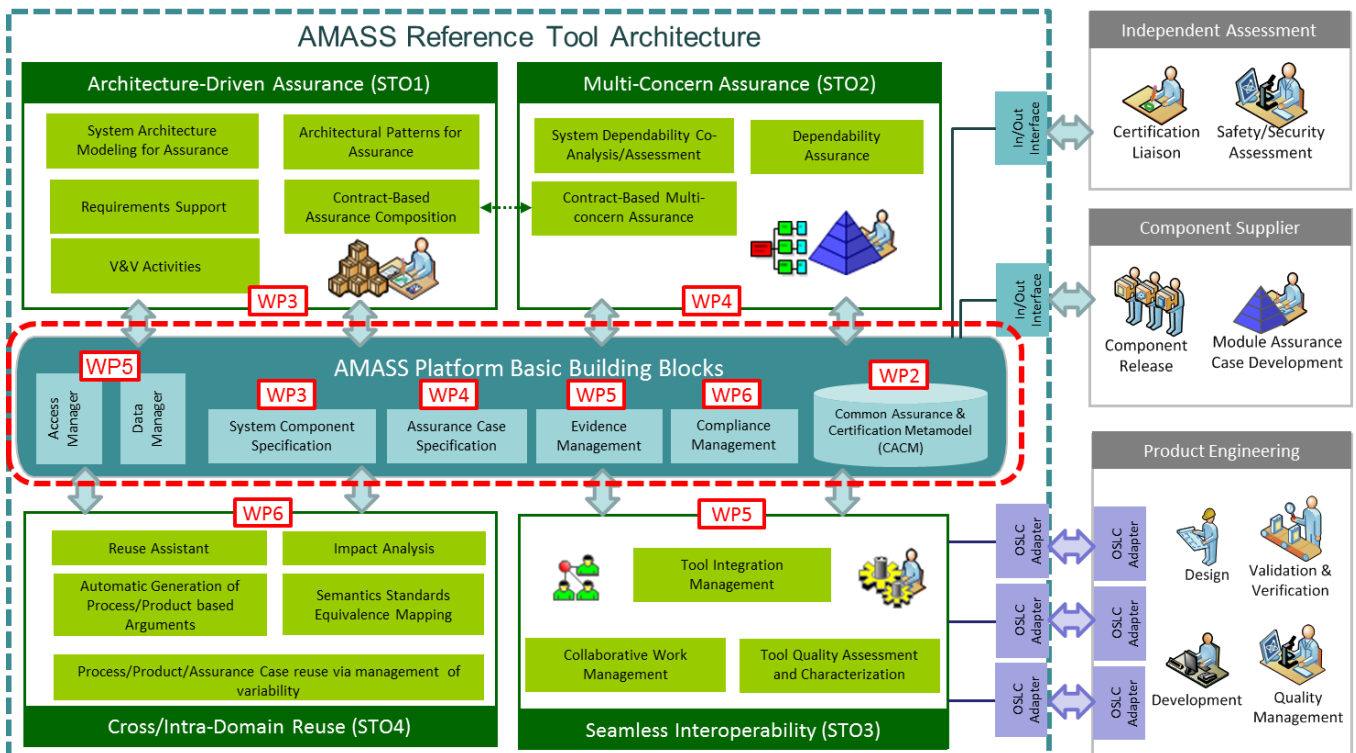 AMASS Reference Tool Architecture
Architecture-Driven Assurance (STO1)
System Architecture
Modeling for Assurance
Architectural Patterns for
Assurance
Requirements Support
Contract-Based
Assurance Composition
V&V Activities
WP3
Multi-Concern Assurance (STO2)
System Dependability Co-
Analysis/Assessment
Dependability
Assurance
Contract-Based Multi-
concern Assurance
WP4
In/Out
Interface
In/Out
Interface
Independent Assessment
Certification
Liaison
Safety/Security
Assessment
Component Supplier
Component
Release
Module Assurance
Case Development
AMASS Platform Basic Building Blocks
WP5
Access
Manager
Data
Manager
WP3
System Component
Specification
WP4
Assurance Case
Specification
WP5
Evidence
Management
WP6
Compliance
Management
WP2
Common Assurance &
Certification Metamodel
(CACM)
WP6
Reuse Assistant
Impact Analysis
Automatic Generation of
Process/Product based
Arguments
Semantics Standards
Equivalence Mapping
Process/Product/Assurance Case reuse via management of
variability
Cross/Intra-Domain Reuse (STO4)
WP5
Tool Integration
Management
Collaborative Work
Management
Tool Quality Assessment
and Characterization
Seamless Interoperability (STO3)
OSLC
Adapter
OSLC
Adapter
OSLC
Adapter
OSLC
Adapter
OSLC
Adapter
OSLC
Adapter
Product Engineering
Design
Validation &
Verification
Development
Quality
Management